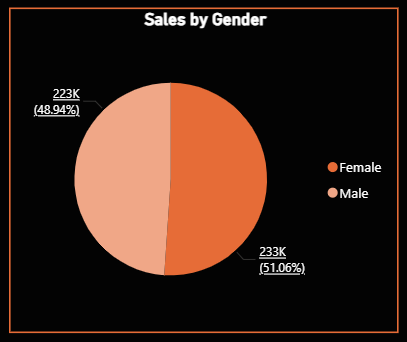 Sales by Gender
223K
(48.94%)
Female
Male
233K
(51.06%)